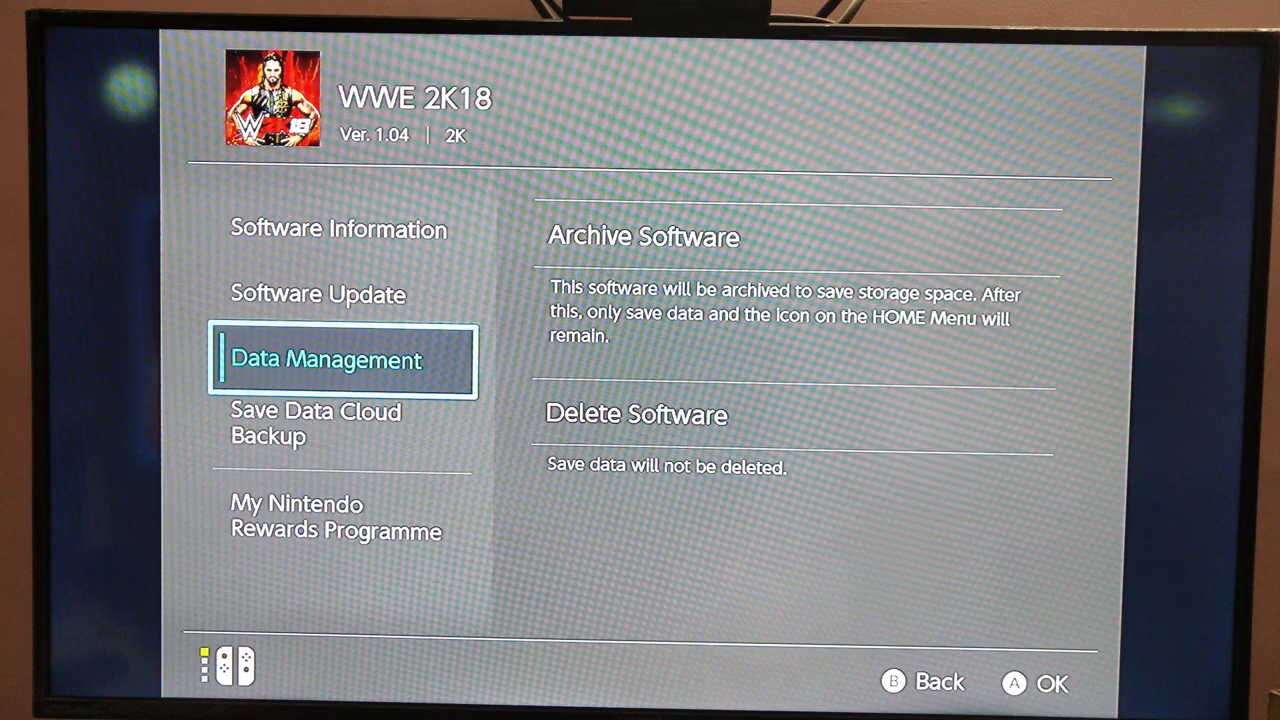 WWE 2K18
Ver. 1.04 | 2K
W 18
Software Information
Software Update
Data Management
Save Data Cloud
Backup
My Nintendo
Rewards Programme
Archive Software
This software will be archived to save storage space. After
this, only save data and the icon on the HOME Menu will
remain.
Delete Software
Save data will not be deleted.
B Back A OK